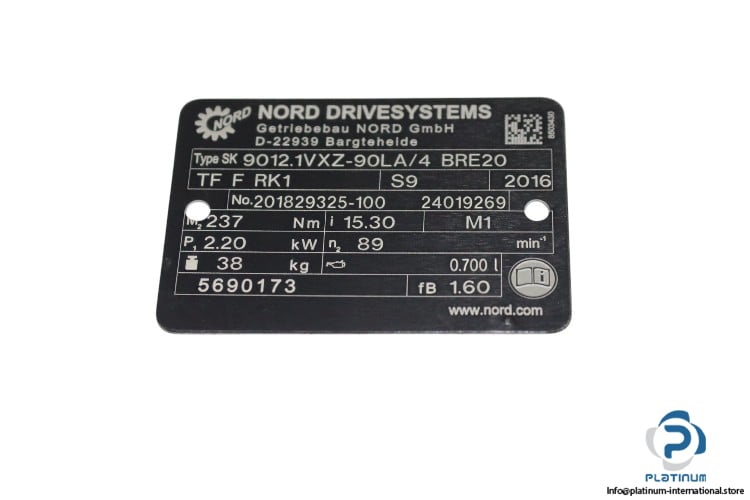 NORD
NORD DRIVESYSTEMS
Getriebebau NORD GmbH
D-22939 Bargteheide
Type SK 9012.1VXZ-90LA/4 BRE20
TF F RK1 S9 2016
No. 201829325-100 24019269
M2 237 Nm i 15.30 M1
P1 2.20 kW n2 89 min-1
38 kg 0.700 l
5690173 fB 1.60
www.nord.com
PLATINUM
Info@platinum-international.store